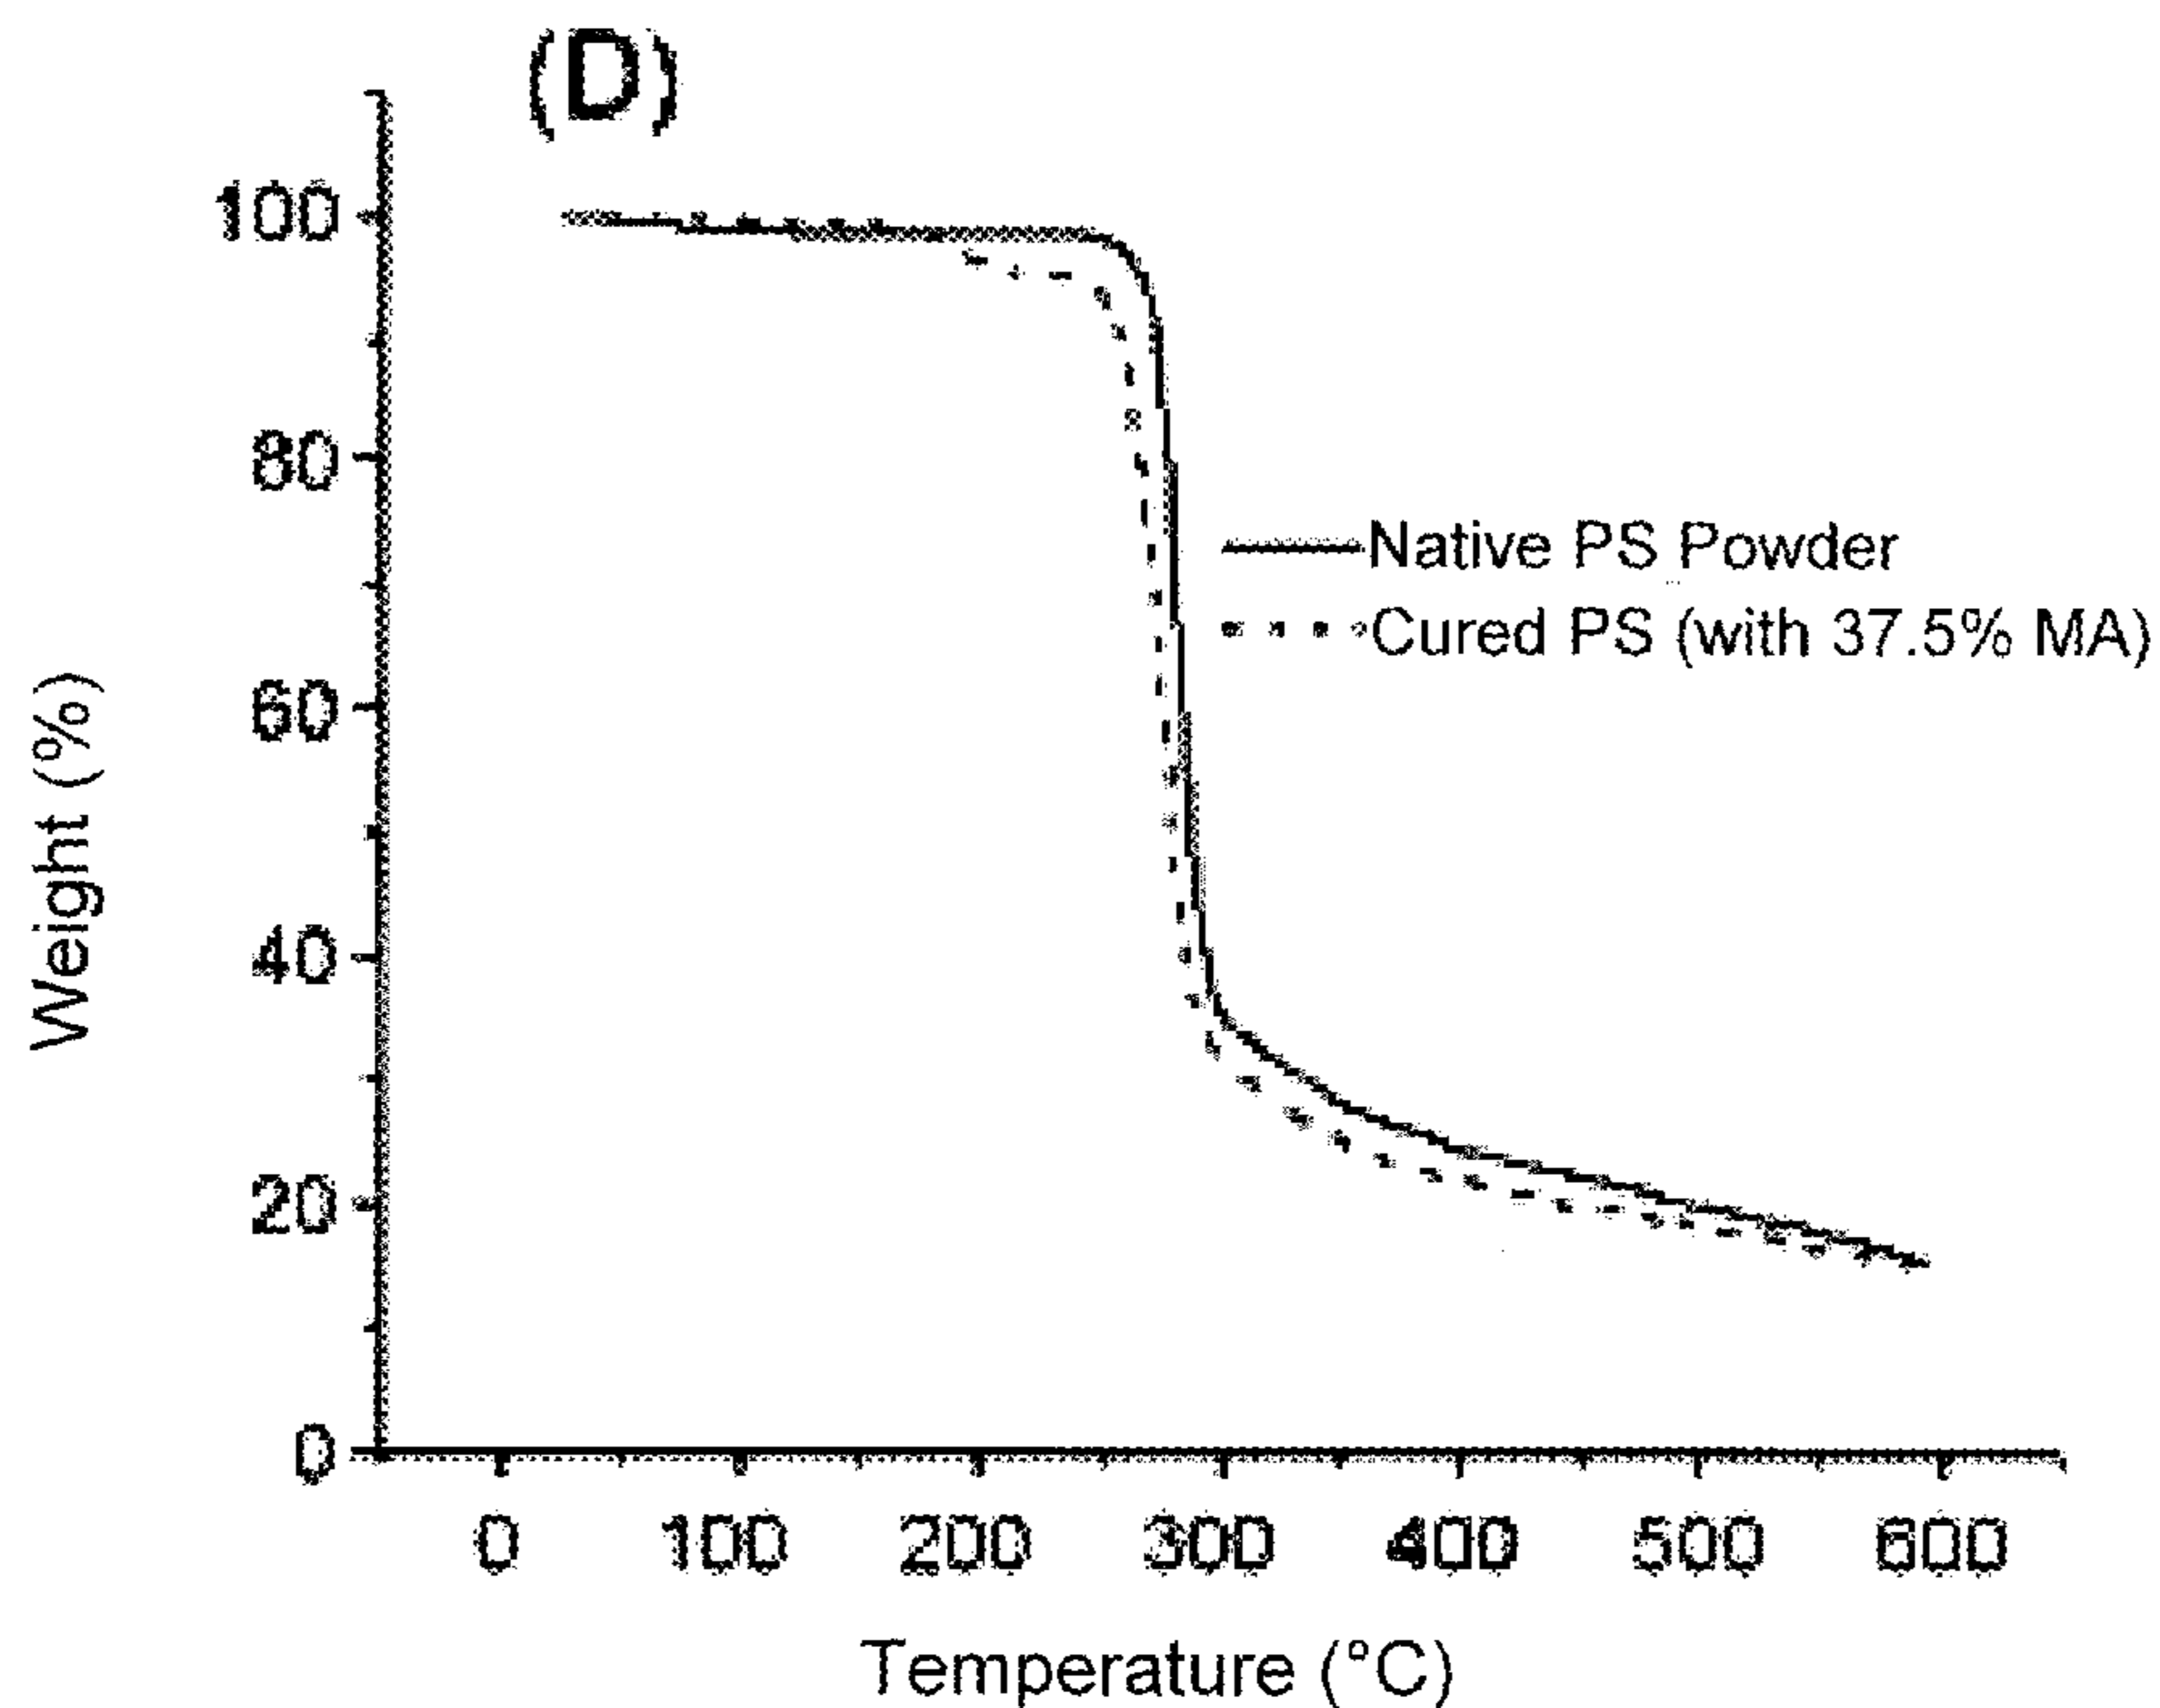 (D)
100
80
60
40
20
0
Weight (%)
Native PS Powder
Cured PS (with 37.5% MA)
0 100 200 300 400 500 600
Temperature (°C)